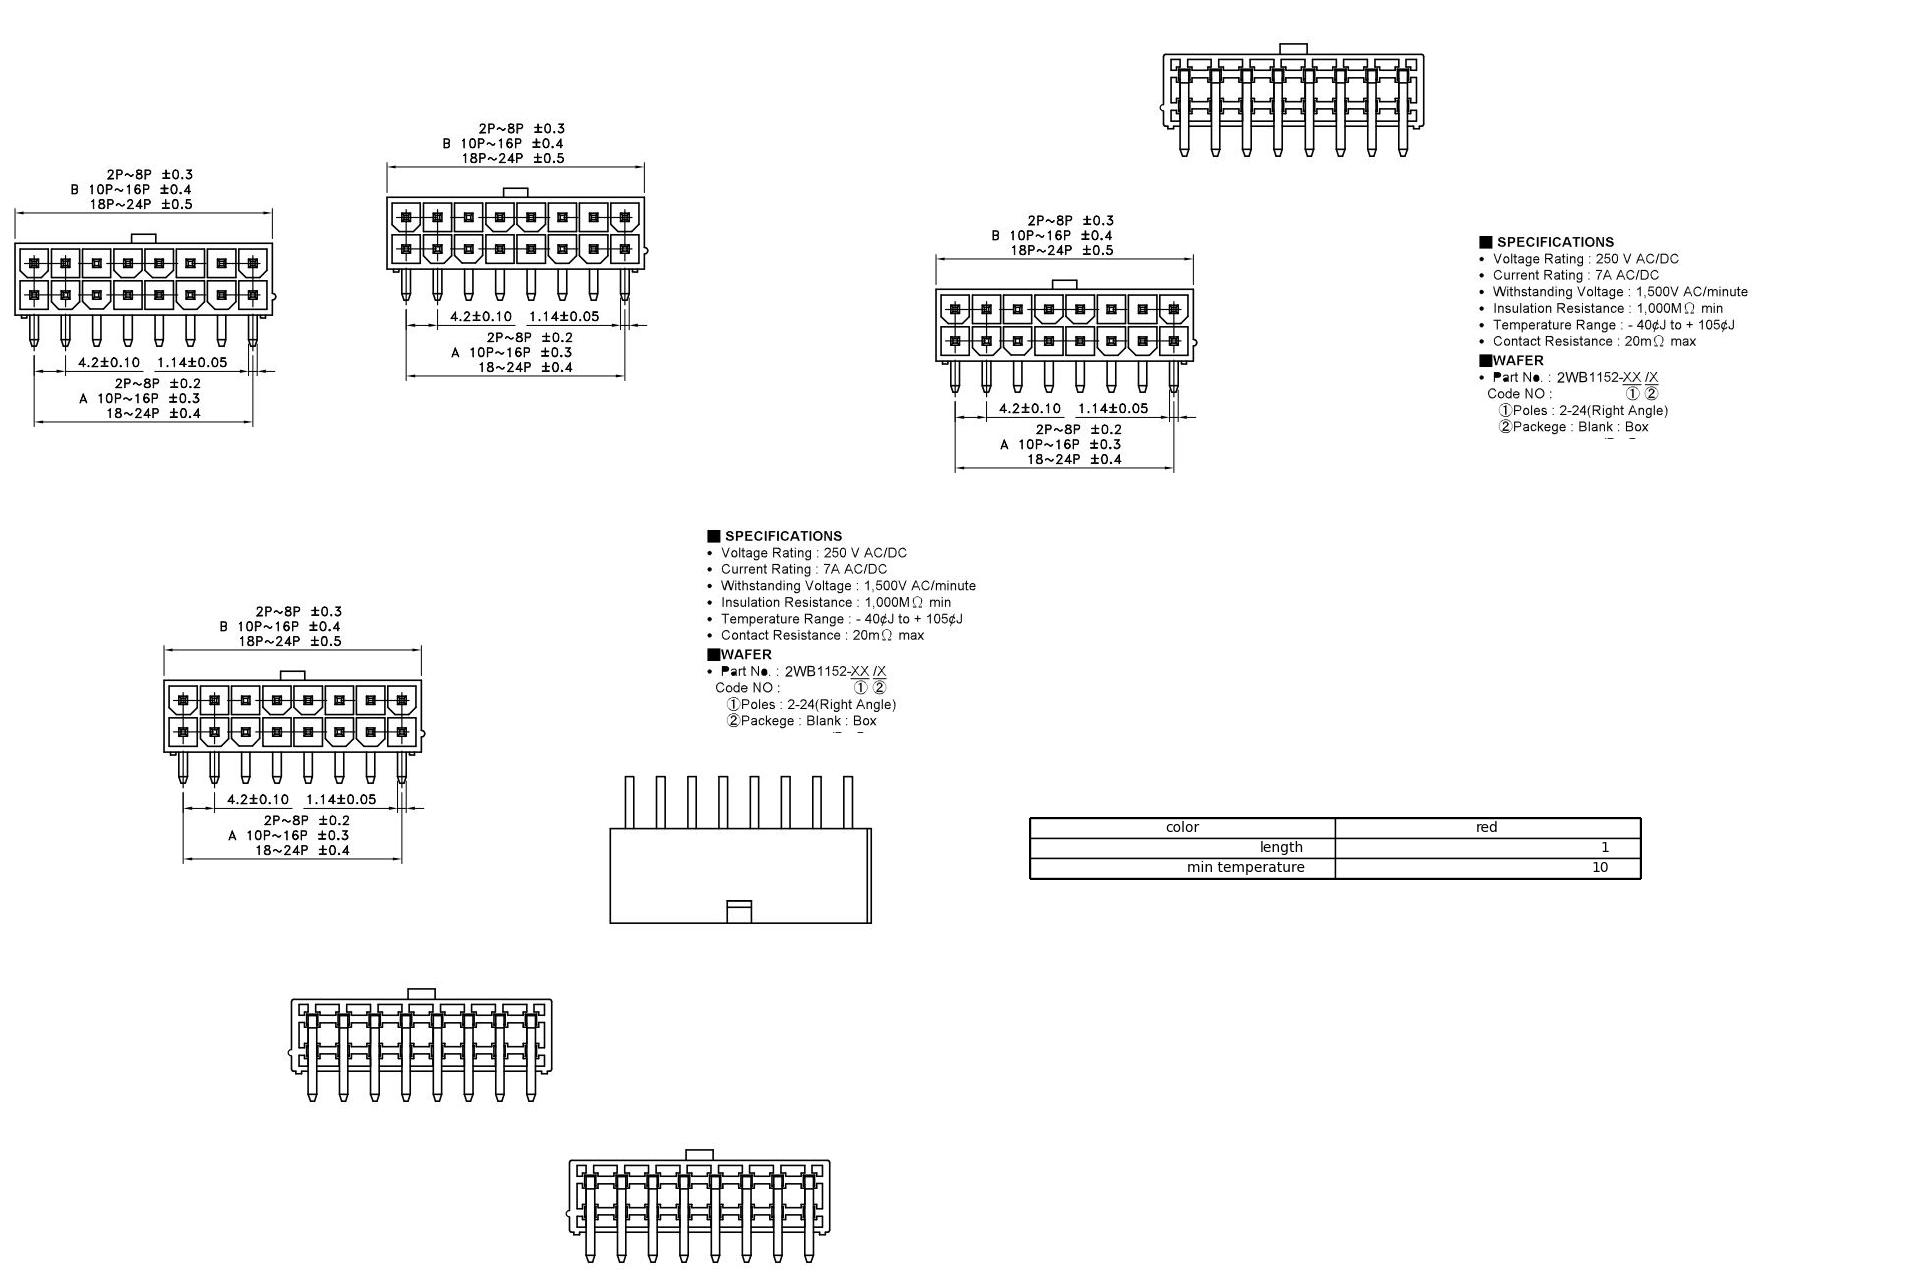 2P~8P ±0.3
B 10P~16P ±0.4
18P~24P ±0.5
4.2±0.10 1.14±0.05
2P~8P ±0.2
A 10P~16P ±0.3
18~24P ±0.4
2P~8P ±0.3
B 10P~16P ±0.4
18P~24P ±0.5
4.2±0.10 1.14±0.05
2P~8P ±0.2
A 10P~16P ±0.3
18~24P ±0.4
2P~8P ±0.3
B 10P~16P ±0.4
18P~24P ±0.5
4.2±0.10 1.14±0.05
2P~8P ±0.2
A 10P~16P ±0.3
18~24P ±0.4
■ SPECIFICATIONS
• Voltage Rating : 250 V AC/DC
• Current Rating : 7A AC/DC
• Withstanding Voltage : 1,500V AC/minute
• Insulation Resistance : 1,000MΩ min
• Temperature Range : - 40¢J to + 105¢J
• Contact Resistance : 20mΩ max
■WAFER
• Part No. : 2WB1152-XX /X
Code NO : ① ②
①Poles : 2-24(Right Angle)
②Packege : Blank : Box
■ SPECIFICATIONS
• Voltage Rating : 250 V AC/DC
• Current Rating : 7A AC/DC
• Withstanding Voltage : 1,500V AC/minute
• Insulation Resistance : 1,000MΩ min
• Temperature Range : - 40¢J to + 105¢J
• Contact Resistance : 20mΩ max
■WAFER
• Part No. : 2WB1152-XX /X
Code NO : ① ②
①Poles : 2-24(Right Angle)
②Packege : Blank : Box
2P~8P ±0.3
B 10P~16P ±0.4
18P~24P ±0.5
4.2±0.10 1.14±0.05
2P~8P ±0.2
A 10P~16P ±0.3
18~24P ±0.4
color red
length 1
min temperature 10